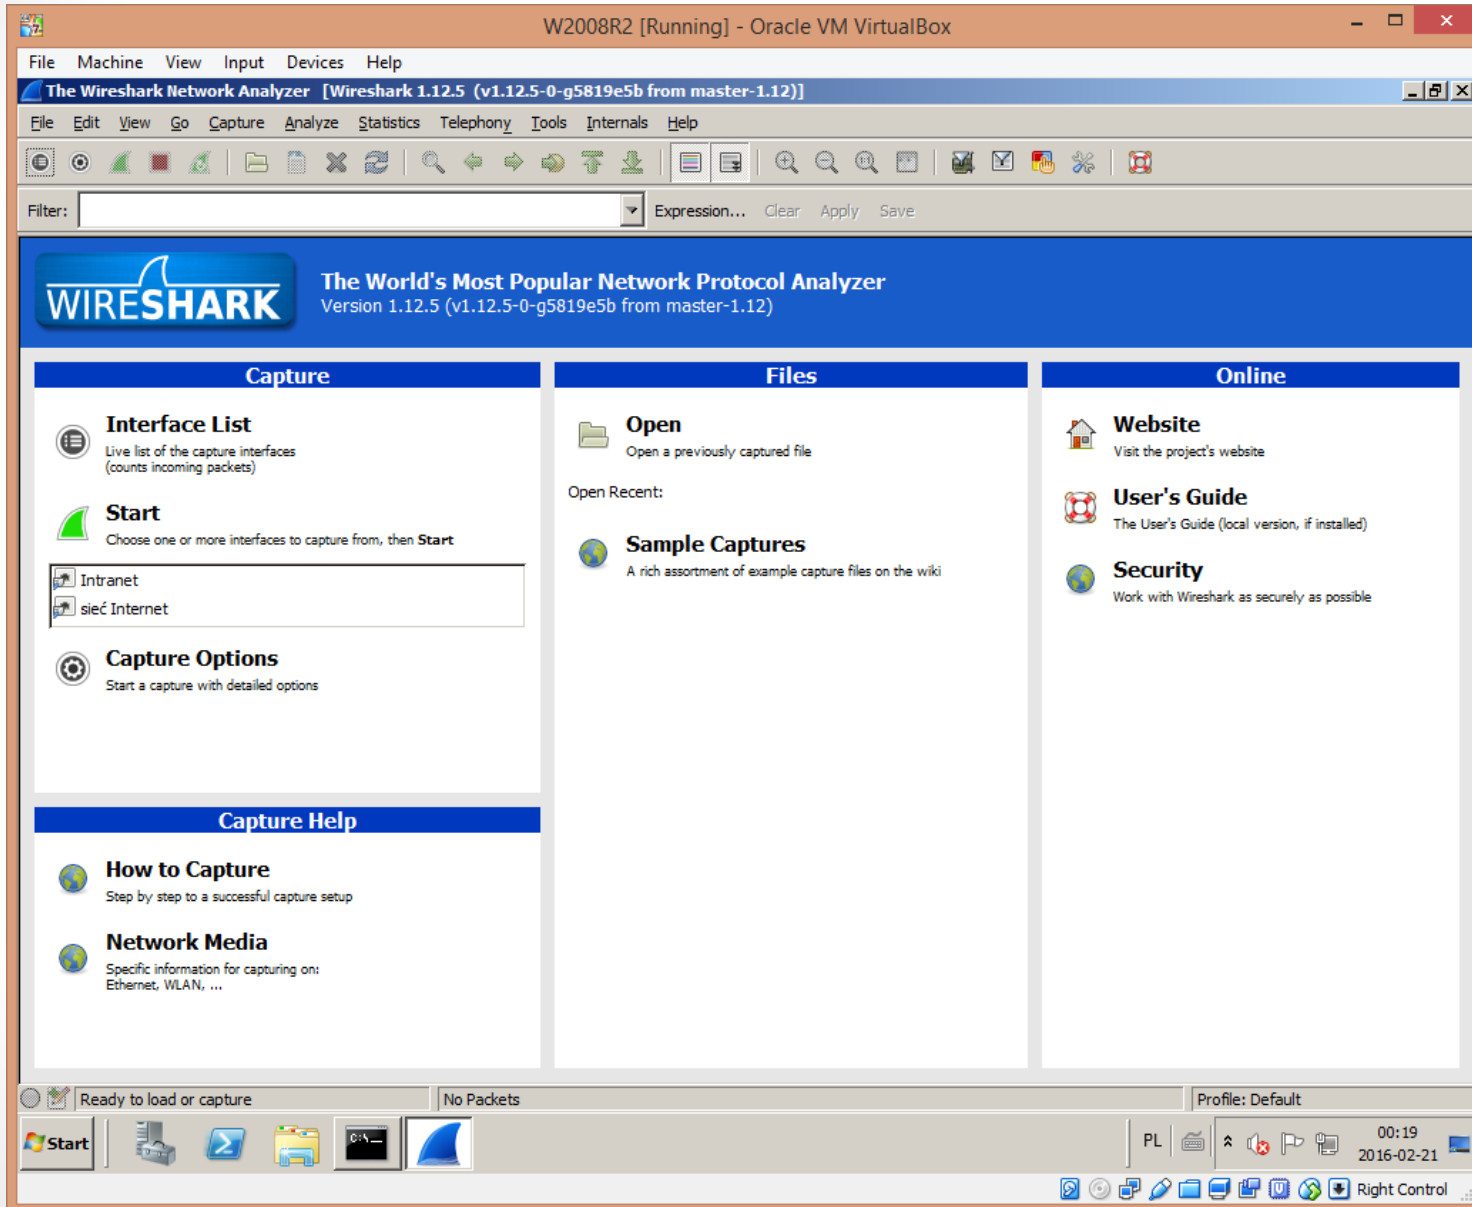 W2008R2 [Running] - Oracle VM VirtualBox
File Machine View Input Devices Help
The Wireshark Network Analyzer [Wireshark 1.12.5 (v1.12.5-0-g5819e5b from master-1.12)]
File Edit View Go Capture Analyze Statistics Telephony Tools Internals Help
Filter: Expression... Clear Apply Save
WIRESHARK
The World's Most Popular Network Protocol Analyzer
Version 1.12.5 (v1.12.5-0-g5819e5b from master-1.12)
Capture
Interface List
Live list of the capture interfaces
(counts incoming packets)
Start
Choose one or more interfaces to capture from, then Start
Intranet
sieć Internet
Capture Options
Start a capture with detailed options
Capture Help
How to Capture
Step by step to a successful capture setup
Network Media
Specific information for capturing on:
Ethernet, WLAN, ...
Files
Open
Open a previously captured file
Open Recent:
Sample Captures
A rich assortment of example capture files on the wiki
Online
Website
Visit the project's website
User's Guide
The User's Guide (local version, if installed)
Security
Work with Wireshark as securely as possible
Ready to load or capture No Packets Profile: Default
Start C:\_ PL 00:19
2016-02-21
Right Control